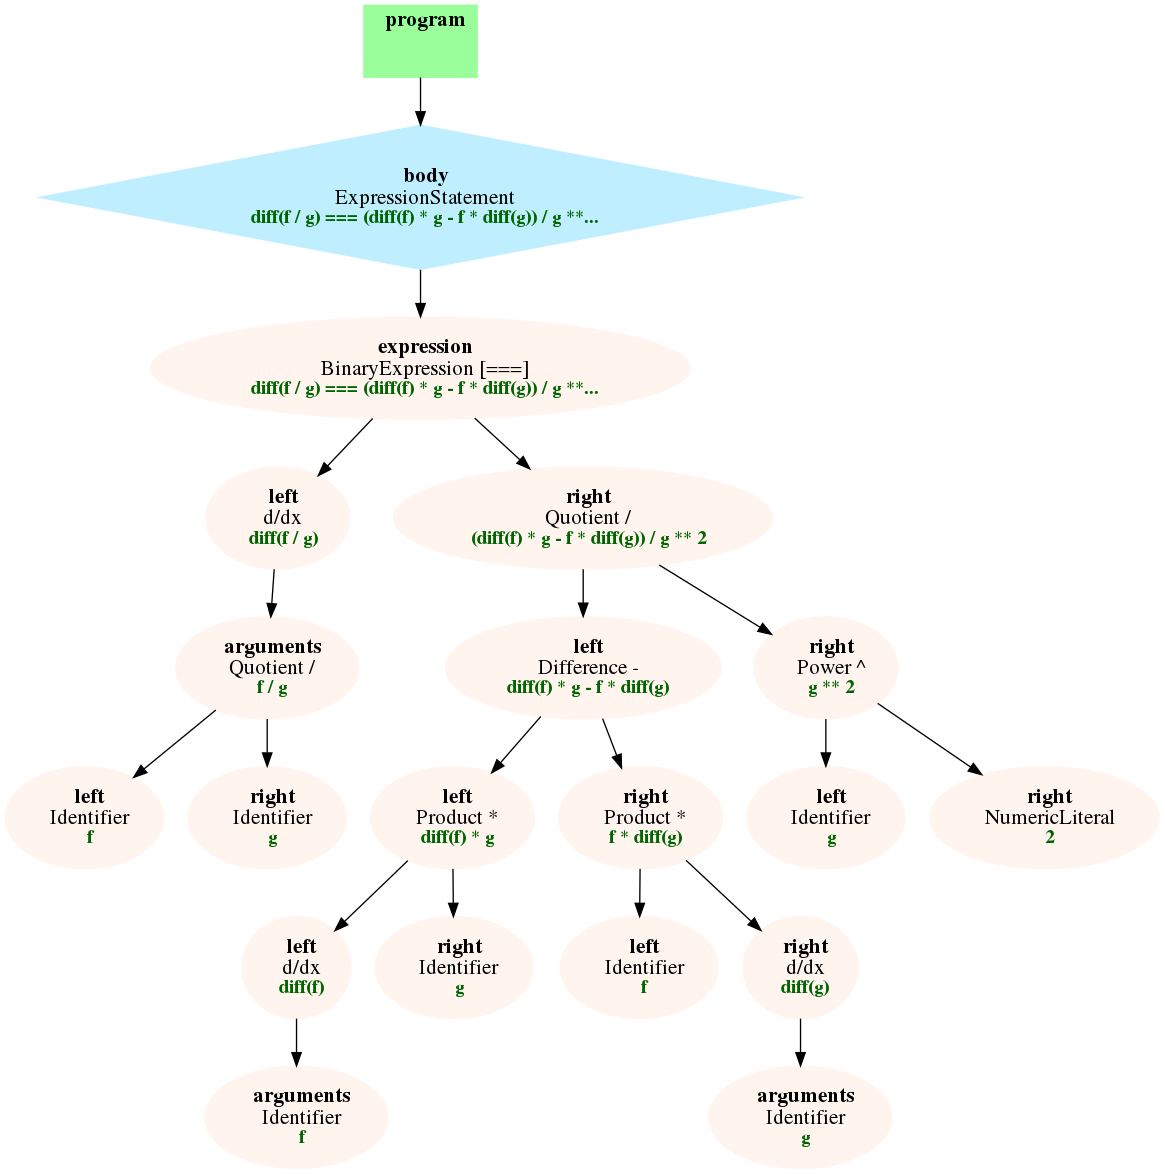 program
body
ExpressionStatement
diff(f / g) === (diff(f) * g - f * diff(g)) / g **...
expression
BinaryExpression [===]
diff(f / g) === (diff(f) * g - f * diff(g)) / g **...
left
d/dx
diff(f / g)
right
Quotient /
(diff(f) * g - f * diff(g)) / g ** 2
arguments
Quotient /
f / g
left
Difference -
diff(f) * g - f * diff(g)
right
Power ^
g ** 2
left
Identifier
f
right
Identifier
g
left
Product *
diff(f) * g
right
Product *
f * diff(g)
left
Identifier
g
right
NumericLiteral
2
left
d/dx
diff(f)
right
Identifier
g
left
Identifier
f
right
d/dx
diff(g)
arguments
Identifier
f
arguments
Identifier
g